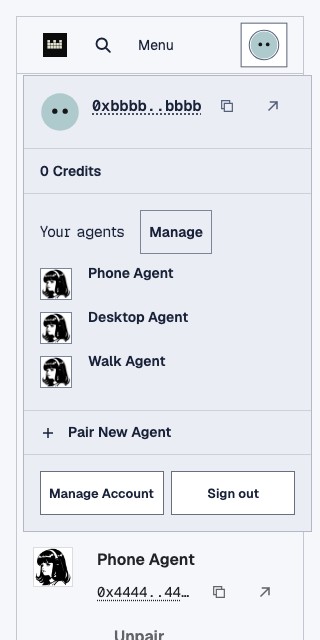 Menu
0xbbbb..bbbb
0 Credits
Your agents Manage
Phone Agent
Desktop Agent
Walk Agent
+ Pair New Agent
Manage Account Sign out
Phone Agent
0x4444..44…
Unpair